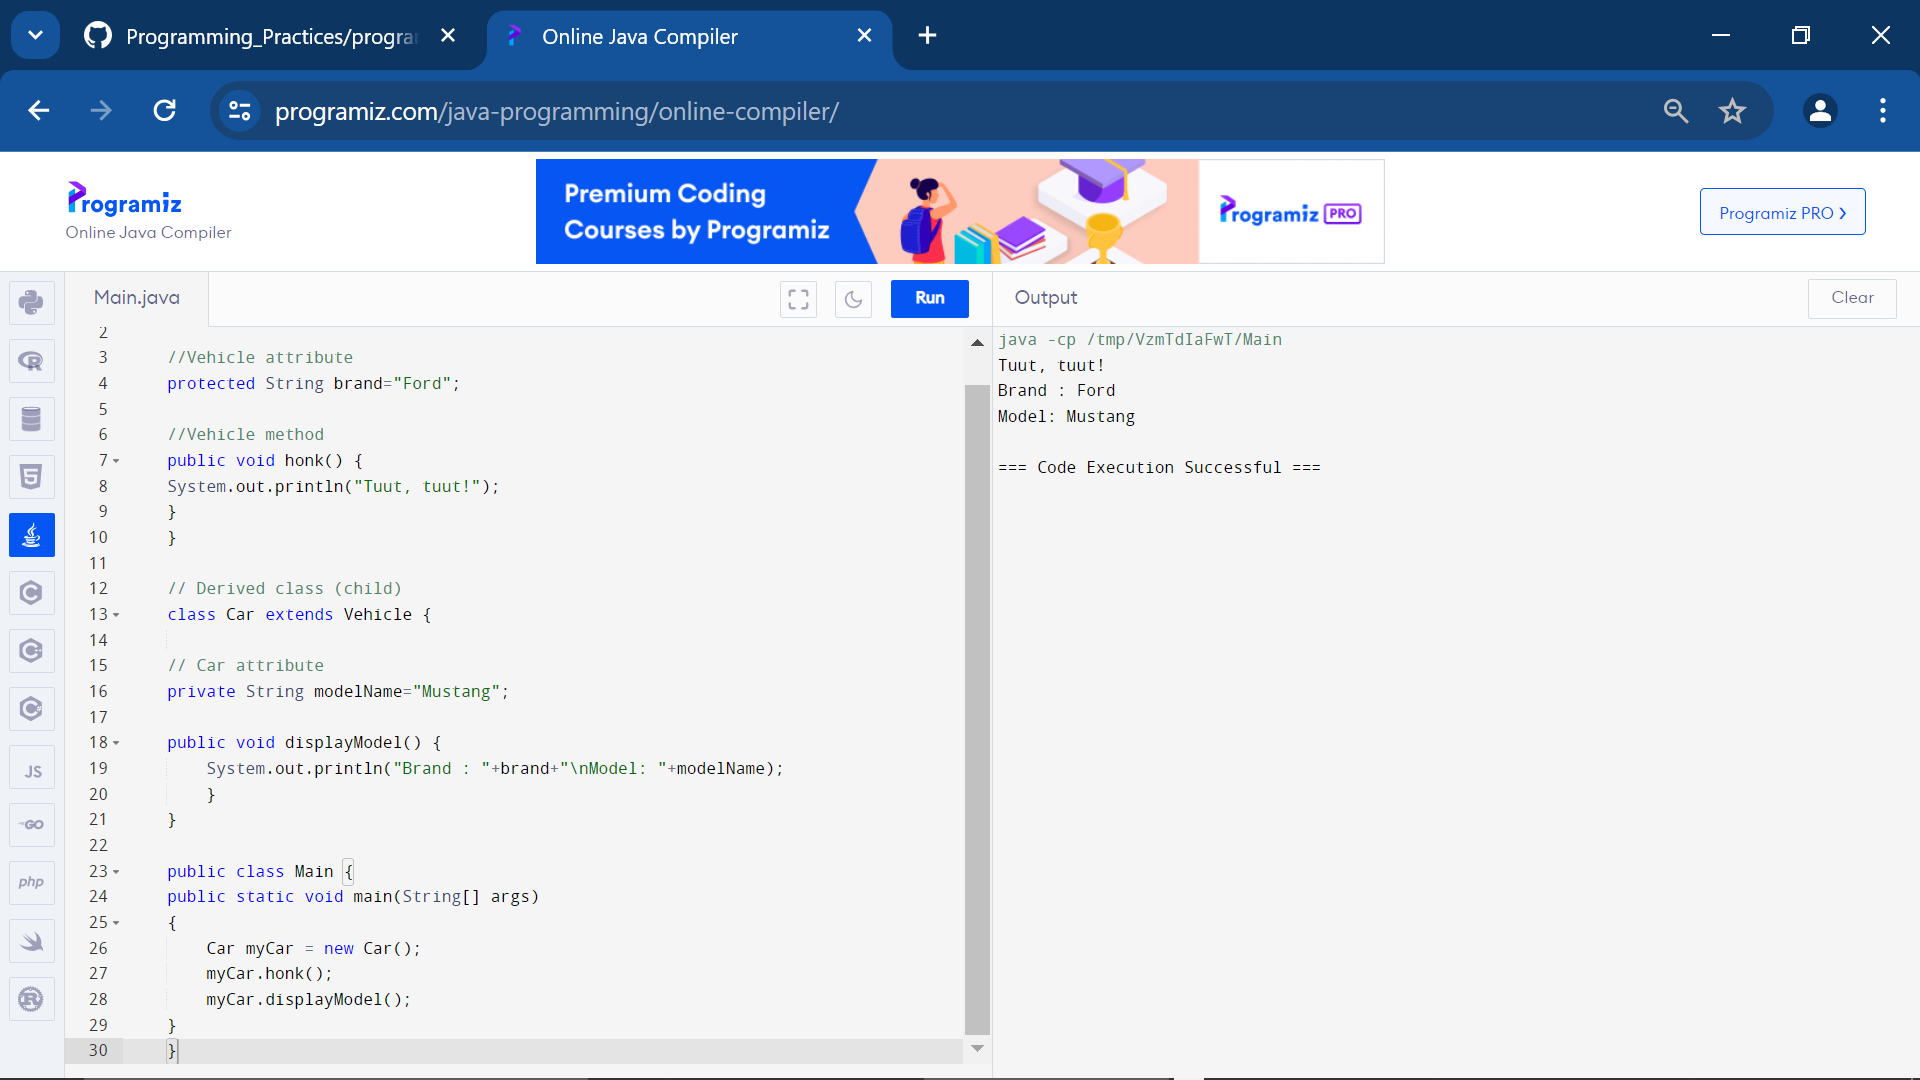 Programming_Practices/progra
Online Java Compiler
programiz.com/java-programming/online-compiler/
Programiz
Online Java Compiler
Premium Coding
Courses by Programiz
Programiz PRO
Programiz PRO ›
Main.java
Run
Output
Clear
2
3 //Vehicle attribute
4 protected String brand="Ford";
5
6 //Vehicle method
7 public void honk() {
8 System.out.println("Tuut, tuut!");
9 }
10 }
11
12 // Derived class (child)
13 class Car extends Vehicle {
14
15 // Car attribute
16 private String modelName="Mustang";
17
18 public void displayModel() {
19 System.out.println("Brand : "+brand+"\nModel: "+modelName);
20 }
21 }
22
23 public class Main {
24 public static void main(String[] args)
25 {
26 Car myCar = new Car();
27 myCar.honk();
28 myCar.displayModel();
29 }
30 }
java -cp /tmp/VzmTdIaFwT/Main
Tuut, tuut!
Brand : Ford
Model: Mustang
=== Code Execution Successful ===
R
5
C
C
C
JS
GO
php
R